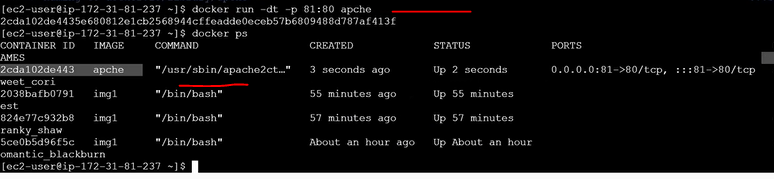 [ec2-user@ip-172-31-81-237 ~]$ docker run -dt -p 81:80 apche
2cda102de4435e680812e1cb2568944cffeadde0eceb57b6809488d787af413f
[ec2-user@ip-172-31-81-237 ~]$ docker ps
CONTAINER ID IMAGE COMMAND CREATED STATUS PORTS
AMES
2cda102de443 apche "/usr/sbin/apache2ct…" 3 seconds ago Up 2 seconds 0.0.0.0:81->80/tcp, :::81->80/tcp
weet_cori
2038bafb0791 img1 "/bin/bash" 55 minutes ago Up 55 minutes
est
824e77c932b8 img1 "/bin/bash" 57 minutes ago Up 57 minutes
ranky_shaw
5ce0b5d96f5c img1 "/bin/bash" About an hour ago Up About an hour
omantic_blackburn
[ec2-user@ip-172-31-81-237 ~]$